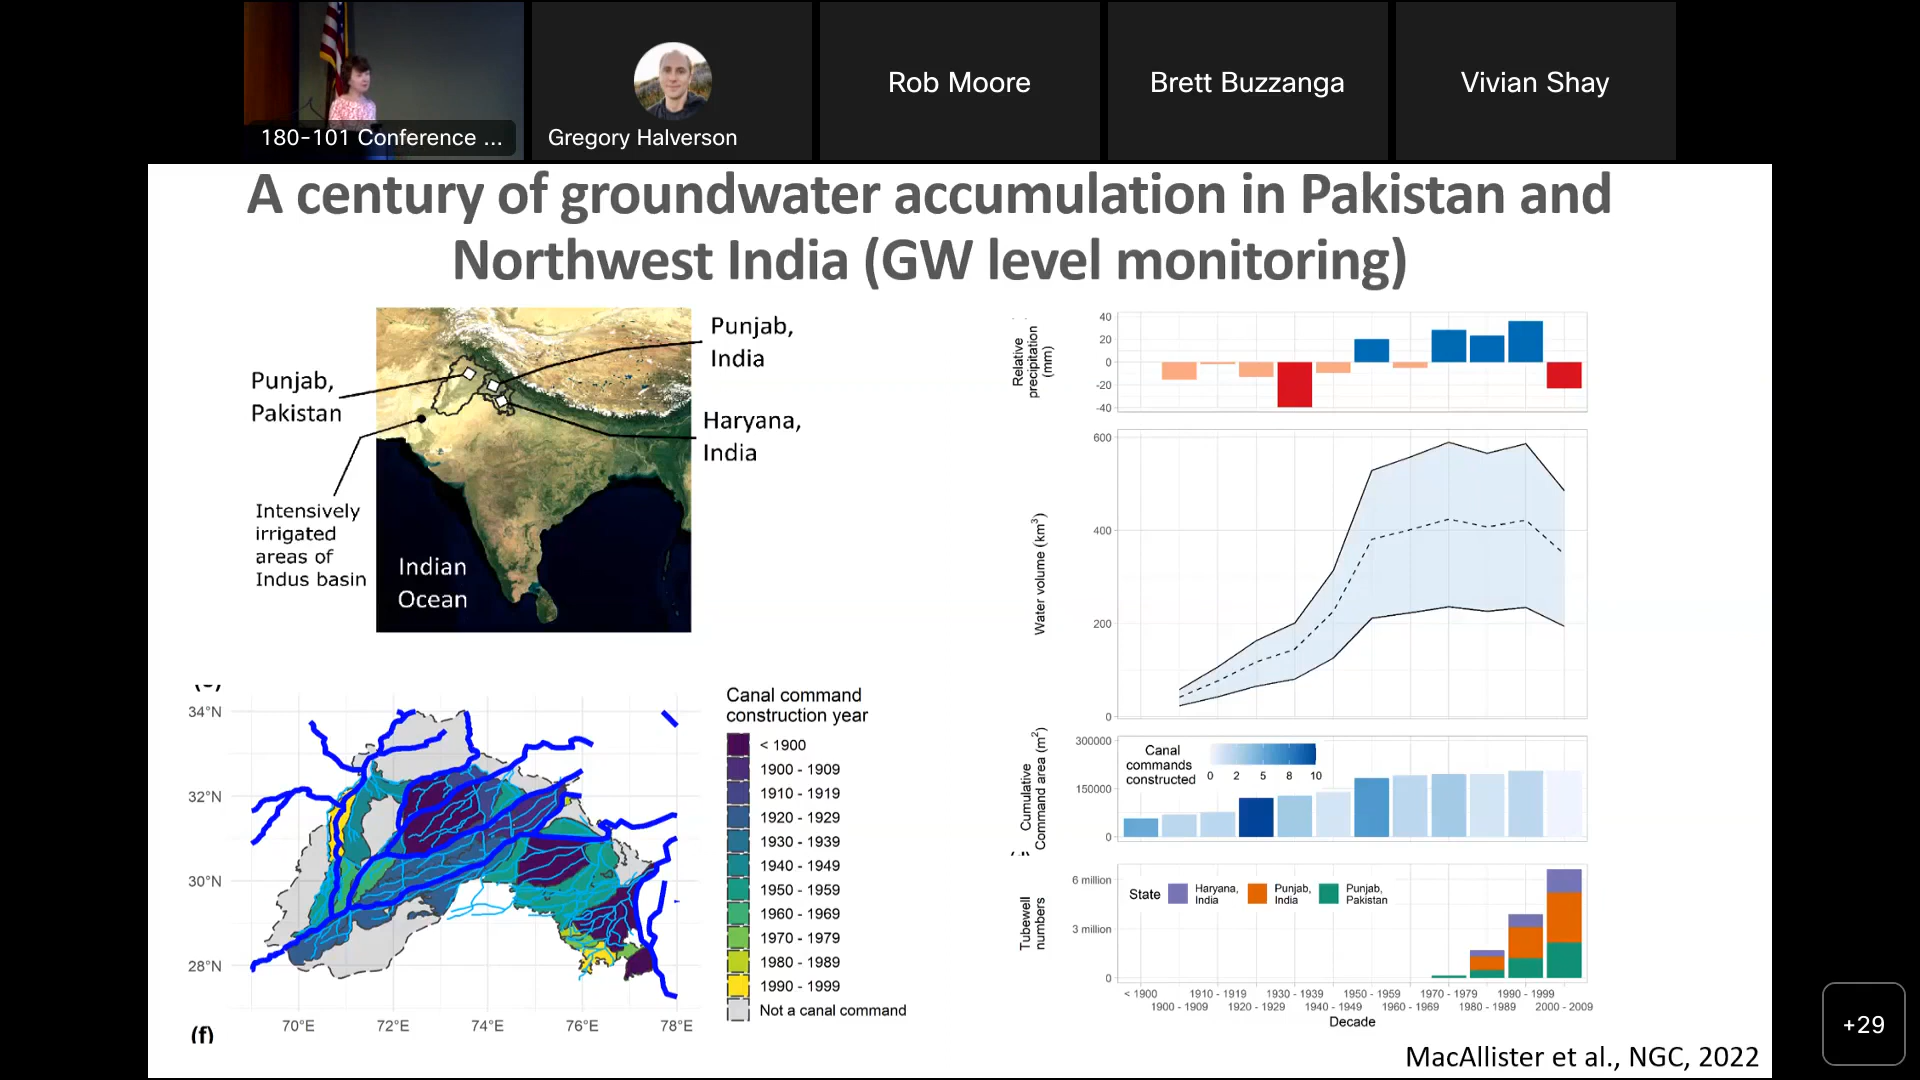 180-101 Conference ...
Gregory Halverson
Rob Moore
Brett Buzzanga
Vivian Shay
A century of groundwater accumulation in Pakistan and
Northwest India (GW level monitoring)
Punjab,
India
Punjab,
Pakistan
Haryana,
India
Intensively
irrigated
areas of
Indus basin
Indian
Ocean
34°N
32°N
30°N
28°N
70°E
72°E
74°E
76°E
78°E
(f)
Canal command
construction year
< 1900
1900 - 1909
1910 - 1919
1920 - 1929
1930 - 1939
1940 - 1949
1950 - 1959
1960 - 1969
1970 - 1979
1980 - 1989
1990 - 1999
Not a canal command
Relative
precipitation
(mm)
40
20
0
-20
-40
Water volume (km³)
600
400
200
0
Cumulative
Command area (m²)
300000
150000
0
Canal
commands
constructed
0 2 5 8 10
Tubewell
numbers
6 million
3 million
0
State
Haryana,
India
Punjab,
India
Punjab,
Pakistan
< 1900 1910 - 1919 1930 - 1939 1950 - 1959 1970 - 1979 1990 - 1999
1900 - 1909 1920 - 1929 1940 - 1949 1960 - 1969 1980 - 1989 2000 - 2009
Decade
MacAllister et al., NGC, 2022
+29